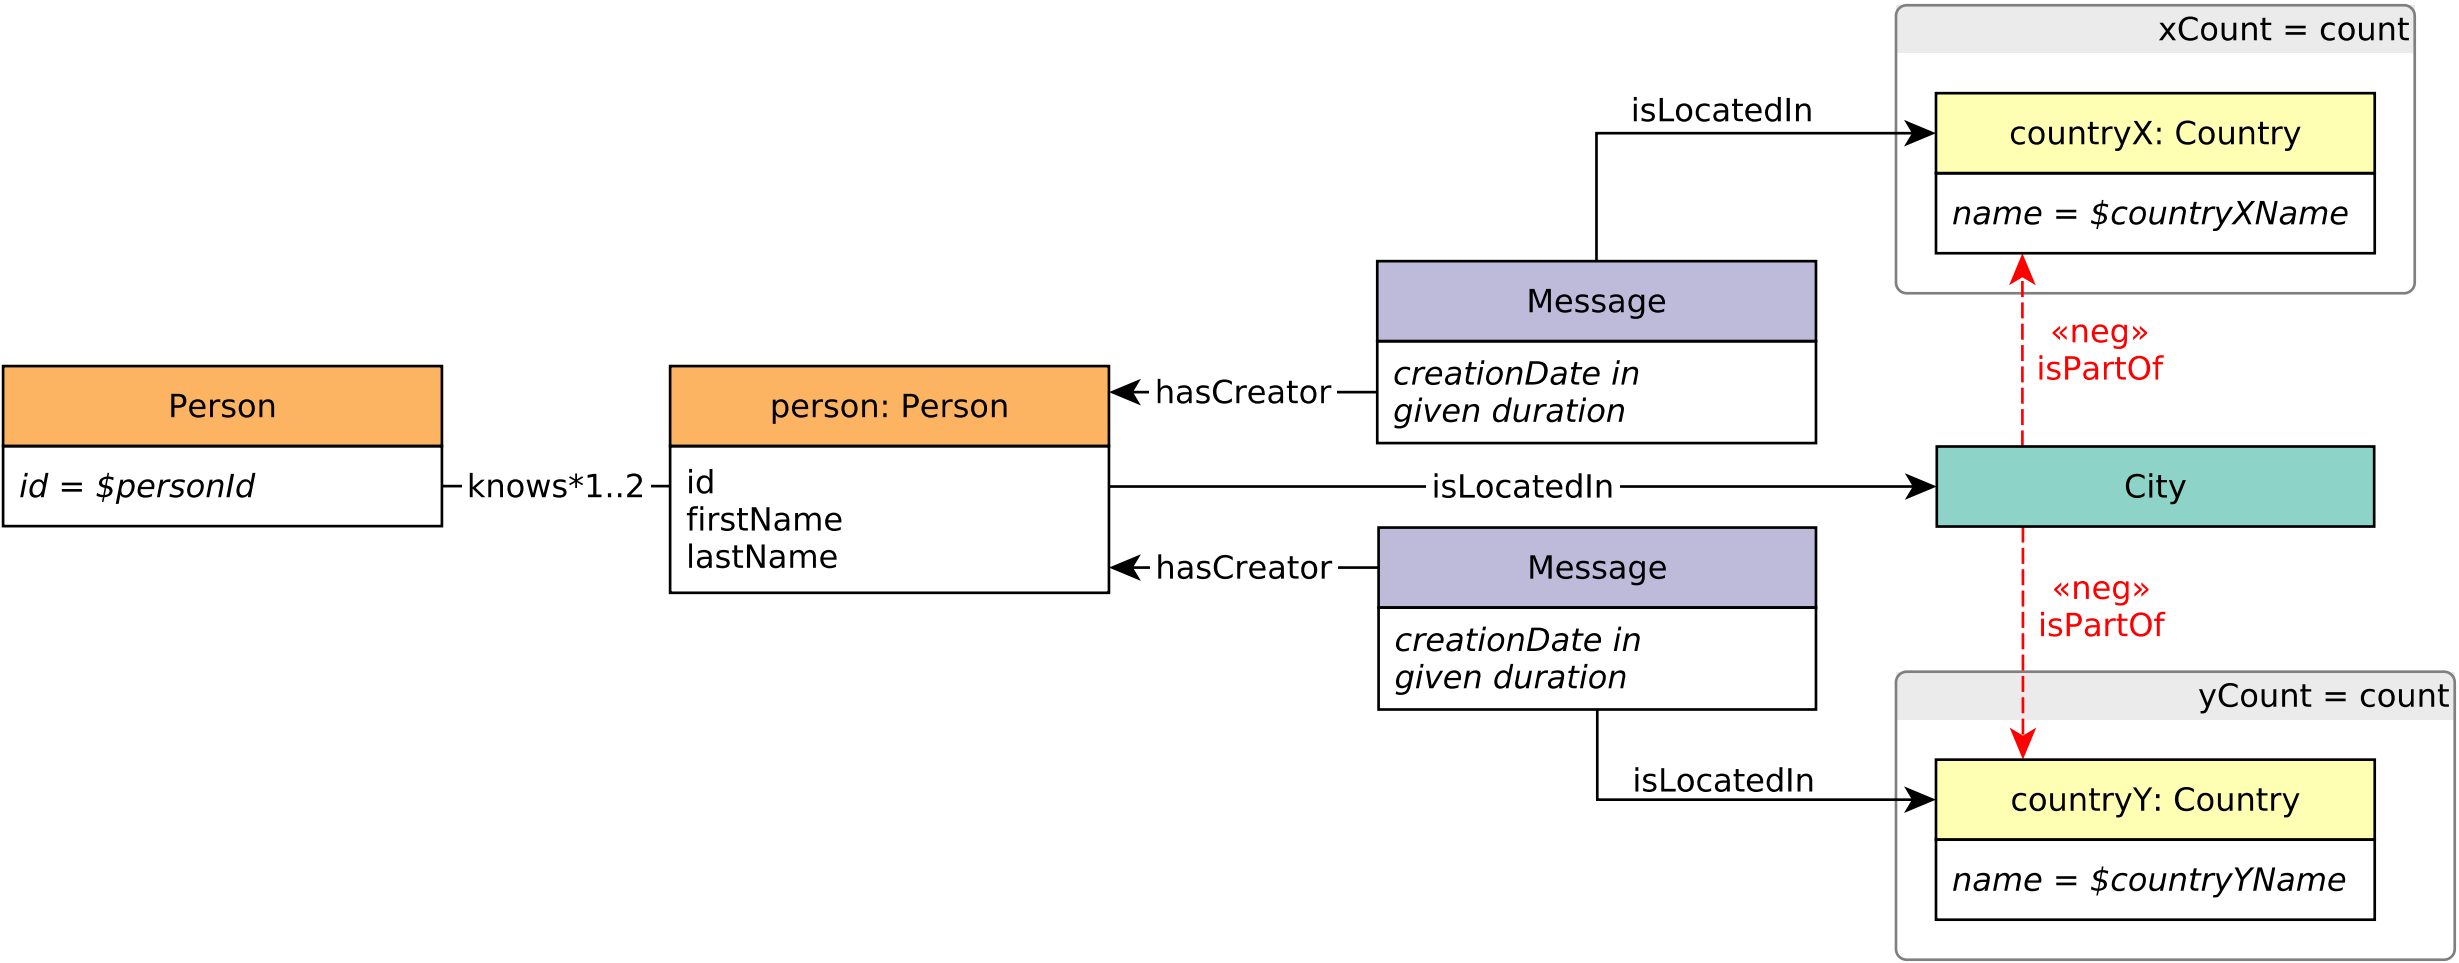 xCount = count
isLocatedIn
countryX: Country
name = $countryXName
Message
creationDate in
given duration
«neg»
isPartOf
Person
id = $personId
knows*1..2
person: Person
id
firstName
lastName
hasCreator
isLocatedIn
City
hasCreator
Message
creationDate in
given duration
«neg»
isPartOf
yCount = count
isLocatedIn
countryY: Country
name = $countryYName